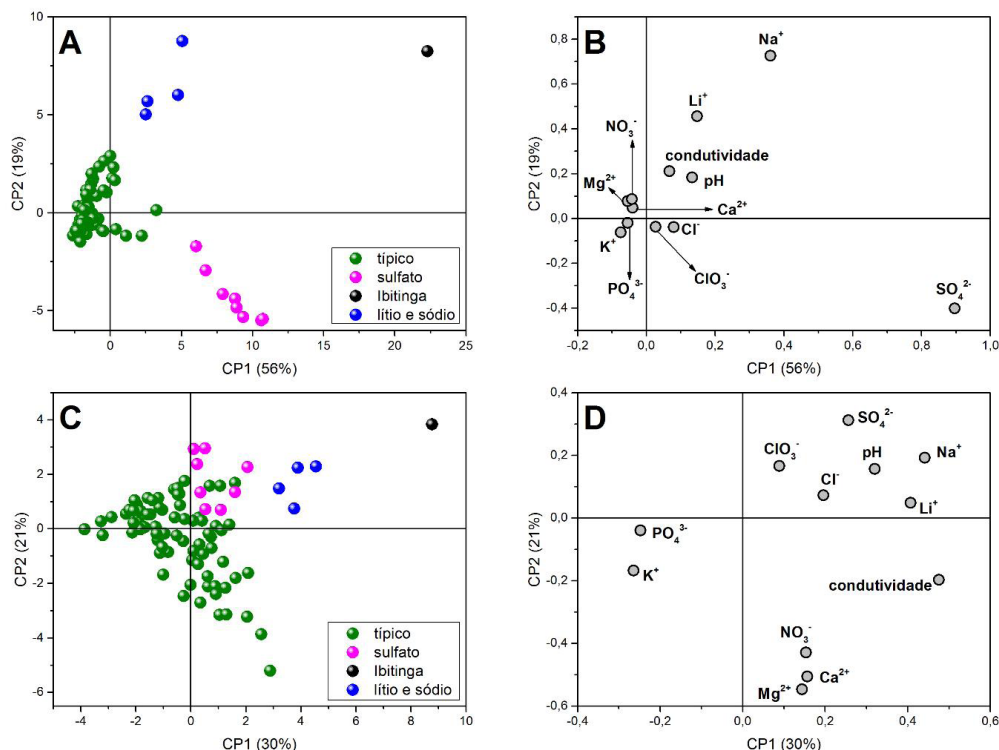 A
CP2 (19%)
10
5
0
-5
0
5
10
15
20
25
CP1 (56%)
típico
sulfato
Ibitinga
lítio e sódio
B
CP2 (19%)
0,8
0,6
0,4
0,2
0,0
-0,2
-0,4
-0,2
0,0
0,2
0,4
0,6
0,8
1,0
CP1 (56%)
Na⁺
Li⁺
NO₃⁻
condutividade
pH
Mg²⁺
Ca²⁺
K⁺
Cl⁻
PO₄³⁻
ClO₃⁻
SO₄²⁻
C
CP2 (21%)
4
2
0
-2
-4
-6
-4
-2
0
2
4
6
8
10
CP1 (30%)
típico
sulfato
Ibitinga
lítio e sódio
D
CP2 (21%)
0,4
0,2
0,0
-0,2
-0,4
-0,6
-0,4
-0,2
0,0
0,2
0,4
0,6
CP1 (30%)
SO₄²⁻
ClO₃⁻
pH
Na⁺
Cl⁻
Li⁺
PO₄³⁻
K⁺
condutividade
NO₃⁻
Ca²⁺
Mg²⁺